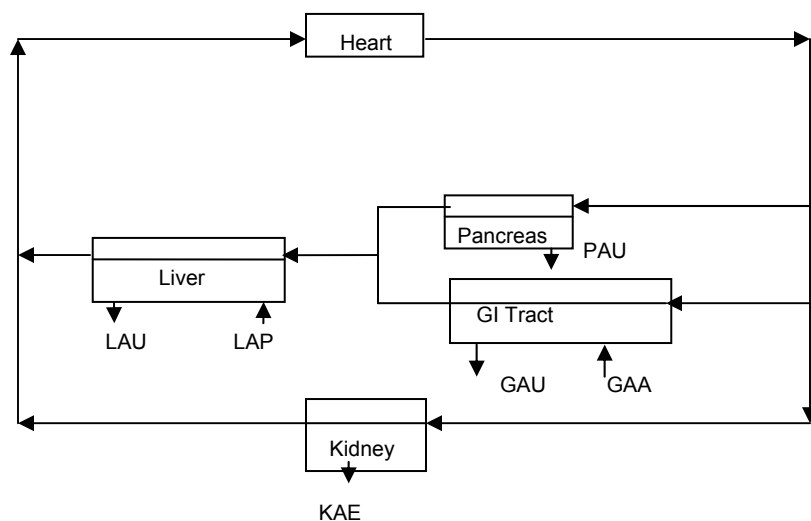 Heart
Pancreas
PAU
Liver
GI Tract
LAU
LAP
GAU
GAA
Kidney
KAE